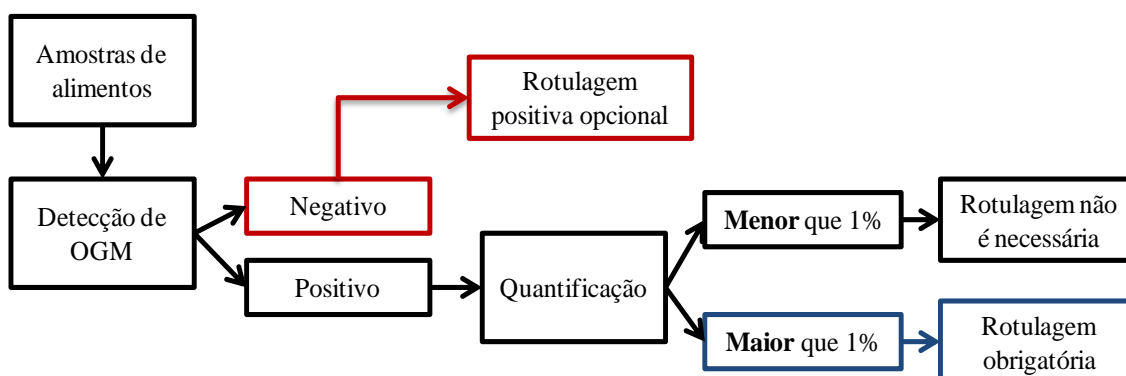 Amostras de
alimentos
Rotulagem
positiva opcional
Detecção de
OGM
Negativo
Positivo
Quantificação
Menor que 1%
Rotulagem não
é necessária
Maior que 1%
Rotulagem
obrigatória